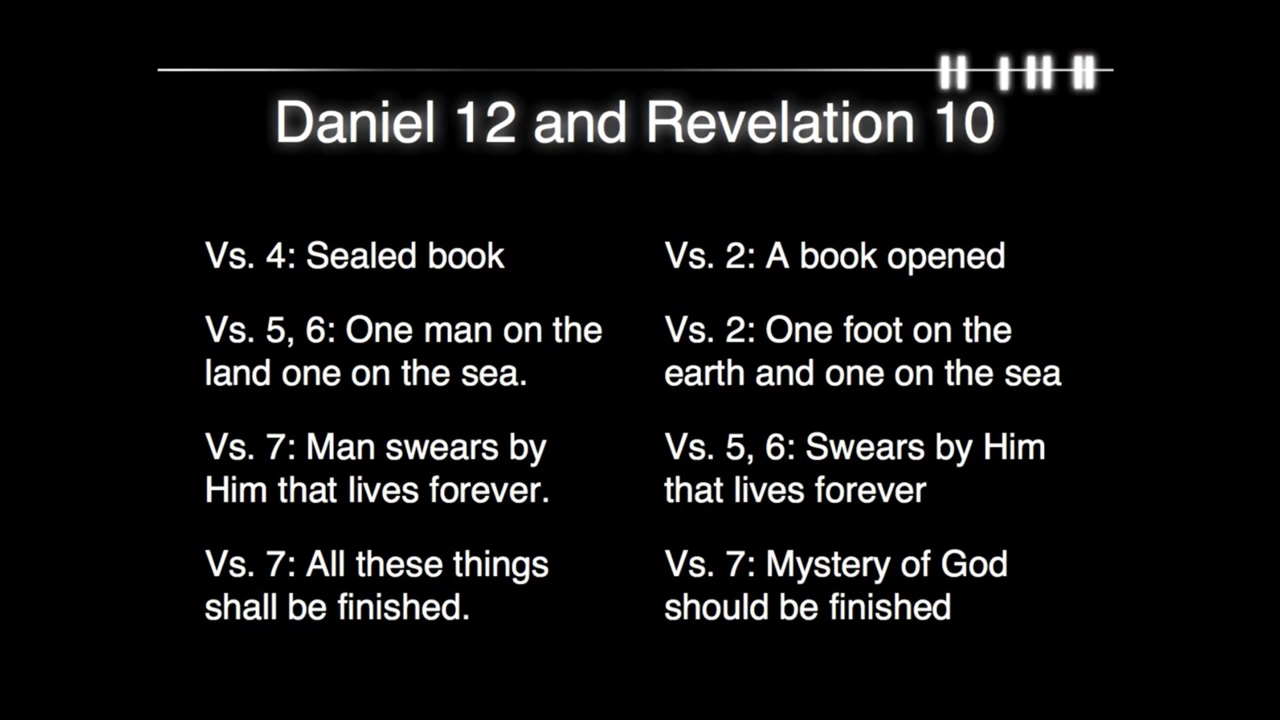 Daniel 12 and Revelation 10
Vs. 4: Sealed book
Vs. 5, 6: One man on the
land one on the sea.
Vs. 7: Man swears by
Him that lives forever.
Vs. 7: All these things
shall be finished.
Vs. 2: A book opened
Vs. 2: One foot on the
earth and one on the sea
Vs. 5, 6: Swears by Him
that lives forever
Vs. 7: Mystery of God
should be finished